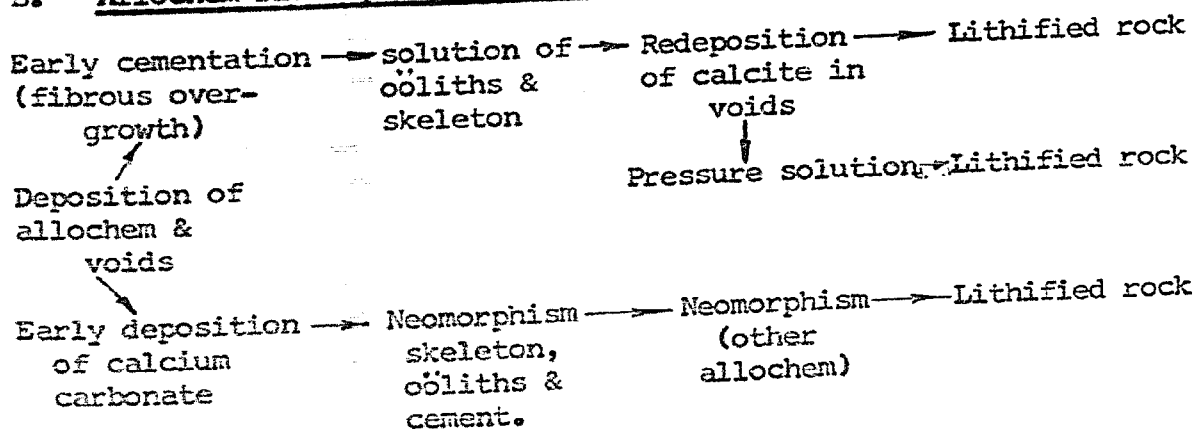 Early cementation solution of Redeposition Lithified rock
(fibrous over- oöliths & of calcite in
growth) skeleton voids
Deposition of Pressure solution Lithified rock
allochem &
voids
Early deposition Neomorphism Neomorphism Lithified rock
of calcium skeleton, (other
carbonate oöliths & allochem)
cement.